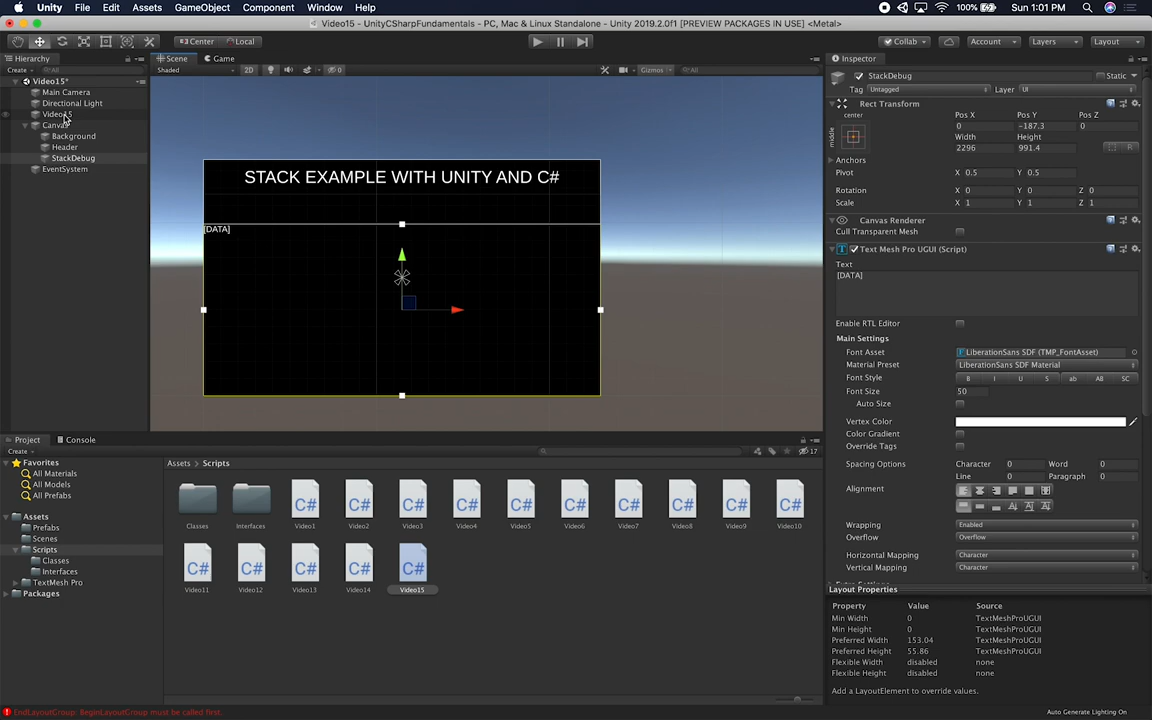 Unity File Edit Assets GameObject Component Window Help 100% Sun 1:01 PM
Video15 - UnityCSharpFundamentals - PC, Mac & Linux Standalone - Unity 2019.2.0f1 [PREVIEW PACKAGES IN USE] <Metal>
Center Local Collab Account Layers Layout
Hierarchy Scene Game Inspector
Create All Shaded 2D 0 Gizmos All
StackDebug Static
Tag Untagged Layer UI
Video15*
Main Camera
Directional Light
Video15
Canvas
Background
Header
StackDebug
EventSystem
STACK EXAMPLE WITH UNITY AND C#
[DATA]
Rect Transform
center
middle
Pos X Pos Y Pos Z
0 -187.3 0
Width Height
2296 991.4
R
Anchors
Pivot X 0.5 Y 0.5
Rotation X 0 Y 0 Z 0
Scale X 1 Y 1 Z 1
Canvas Renderer
Cull Transparent Mesh
Text Mesh Pro UGUI (Script)
Text
[DATA]
Enable RTL Editor
Main Settings
Font Asset LiberationSans SDF (TMP_FontAsset)
Material Preset LiberationSans SDF Material
Font Style B I U S ab AB SC
Font Size 50
Auto Size
Vertex Color
Color Gradient
Override Tags
Spacing Options Character 0 Word 0
Line 0 Paragraph 0
Alignment
Wrapping Enabled
Overflow Overflow
Horizontal Mapping Character
Vertical Mapping Character
Layout Properties
Property Value Source
Min Width 0 TextMeshProUGUI
Min Height 0 TextMeshProUGUI
Preferred Width 153.04 TextMeshProUGUI
Preferred Height 55.86 TextMeshProUGUI
Flexible Width disabled none
Flexible Height disabled none
Add a LayoutElement to override values.
Project Console
Create 17
Favorites
All Materials
All Models
All Prefabs
Assets
Prefabs
Scenes
Scripts
Classes
Interfaces
TextMesh Pro
Packages
Assets > Scripts
C# C# C# C# C# C# C# C# C# C#
Classes Interfaces Video1 Video2 Video3 Video4 Video5 Video6 Video7 Video8 Video9 Video10
C# C# C# C# C#
Video11 Video12 Video13 Video14 Video15
EndLayoutGroup: BeginLayoutGroup must be called first.
Auto Generate Lighting On